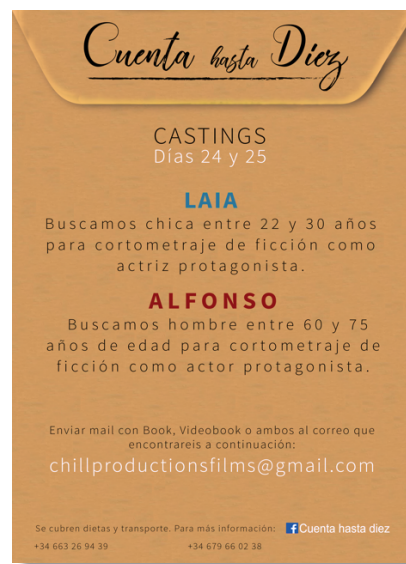 Cuenta hasta Diez
CASTINGS
Días 24 y 25
LAIA
Buscamos chica entre 22 y 30 años
para cortometraje de ficción como
actriz protagonista.
ALFONSO
Buscamos hombre entre 60 y 75
años de edad para cortometraje de
ficción como actor protagonista.
Enviar mail con Book, Videobook o ambos al correo que
encontrareis a continuación:
chillproductionsfilms@gmail.com
Se cubren dietas y transporte. Para más información: f Cuenta hasta diez
+34 663 26 94 39 +34 679 66 02 38